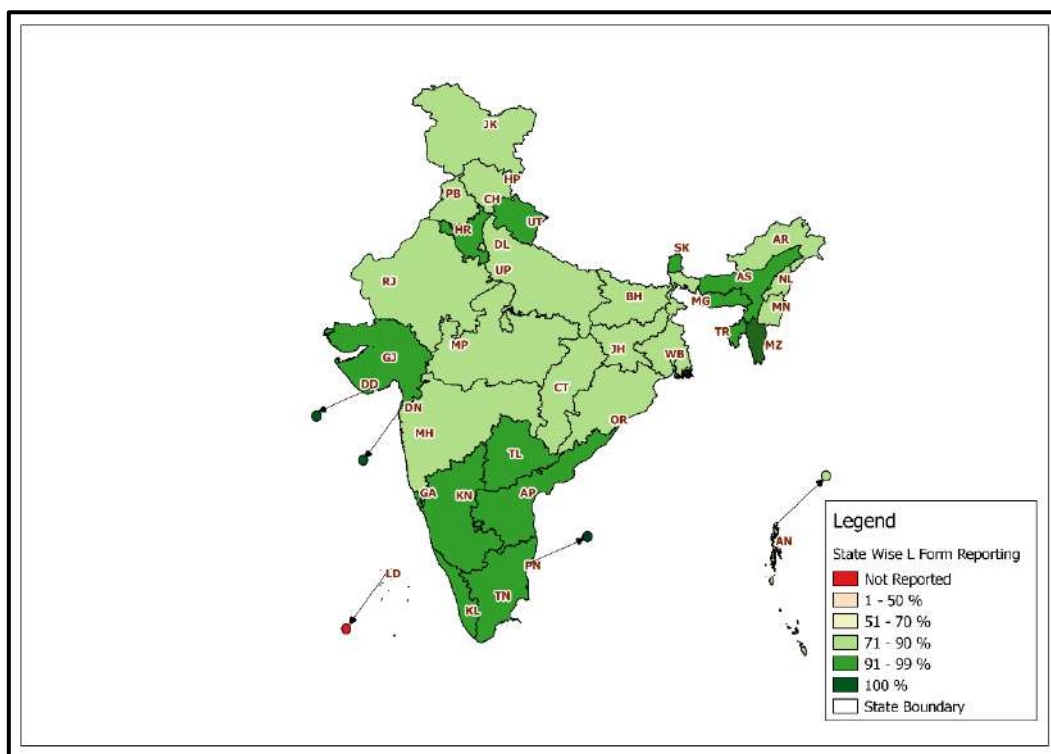 JK
HP
PB
CH
UT
HR
DL
SK
AR
UP
AS
NL
RJ
BH
MG
MN
TR
MZ
MP
JH
WB
GJ
CT
DD
DN
OR
MH
TL
GA
KN
AP
AN
PN
LD
TN
KL
Legend
State Wise L Form Reporting
Not Reported
1 - 50 %
51 - 70 %
71 - 90 %
91 - 99 %
100 %
State Boundary